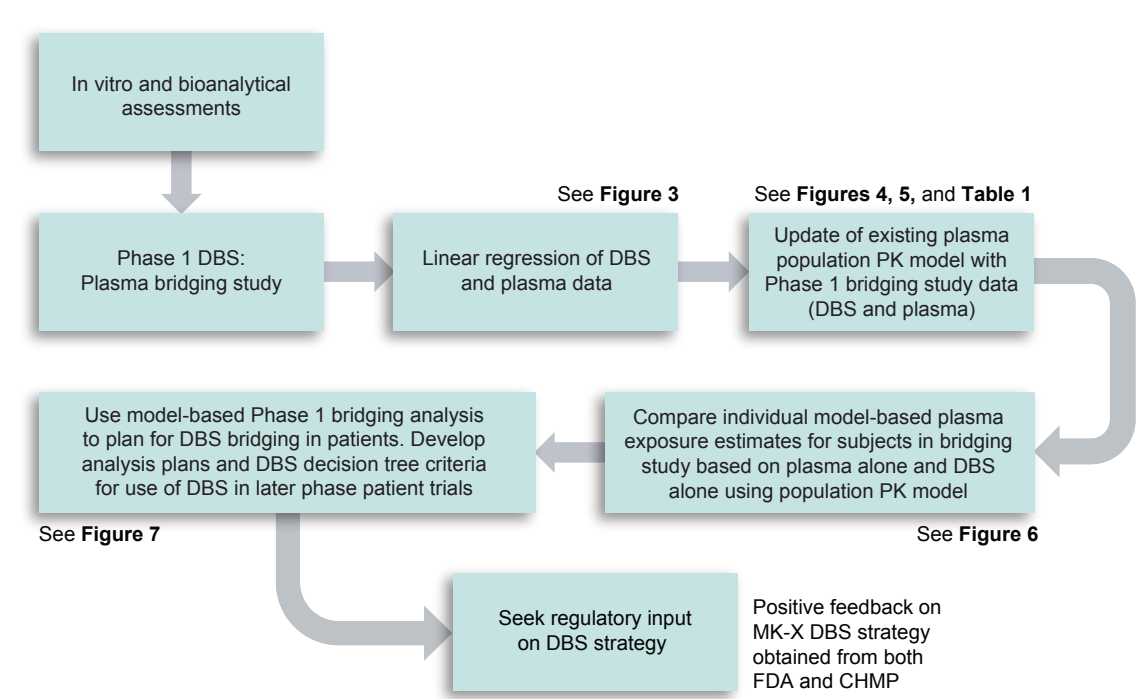 In vitro and bioanalytical
assessments
Phase 1 DBS:
Plasma bridging study
See Figure 3
Linear regression of DBS
and plasma data
See Figures 4, 5, and Table 1
Update of existing plasma
population PK model with
Phase 1 bridging study data
(DBS and plasma)
Compare individual model-based plasma
exposure estimates for subjects in bridging
study based on plasma alone and DBS
alone using population PK model
See Figure 6
Use model-based Phase 1 bridging analysis
to plan for DBS bridging in patients. Develop
analysis plans and DBS decision tree criteria
for use of DBS in later phase patient trials
See Figure 7
Seek regulatory input
on DBS strategy
Positive feedback on
MK-X DBS strategy
obtained from both
FDA and CHMP